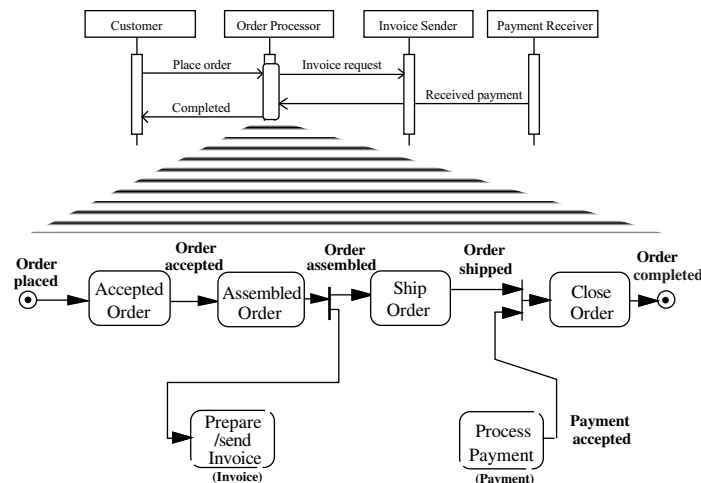 Customer
Order Processor
Invoice Sender
Payment Receiver
Place order
Invoice request
Received payment
Completed
Order
placed
Order
accepted
Order
assembled
Order
shipped
Order
completed
Accepted
Order
Assembled
Order
Ship
Order
Close
Order
Prepare
/send
Invoice
(Invoice)
Process
Payment
(Payment)
Payment
accepted